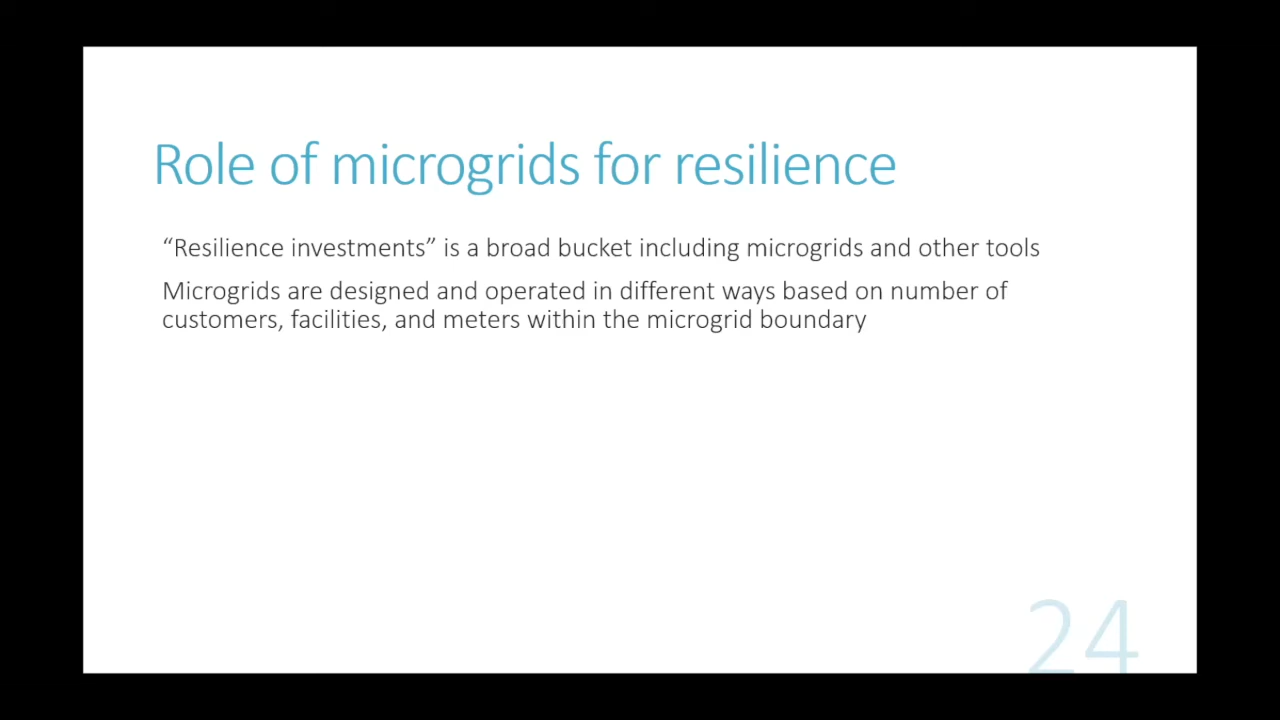 Role of microgrids for resilience
“Resilience investments” is a broad bucket including microgrids and other tools
Microgrids are designed and operated in different ways based on number of
customers, facilities, and meters within the microgrid boundary
24